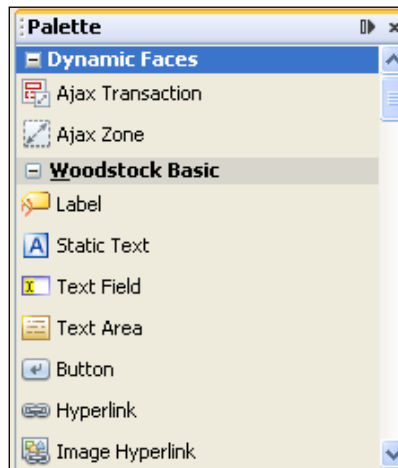 Palette
Dynamic Faces
Ajax Transaction
Ajax Zone
Woodstock Basic
Label
Static Text
Text Field
Text Area
Button
Hyperlink
Image Hyperlink